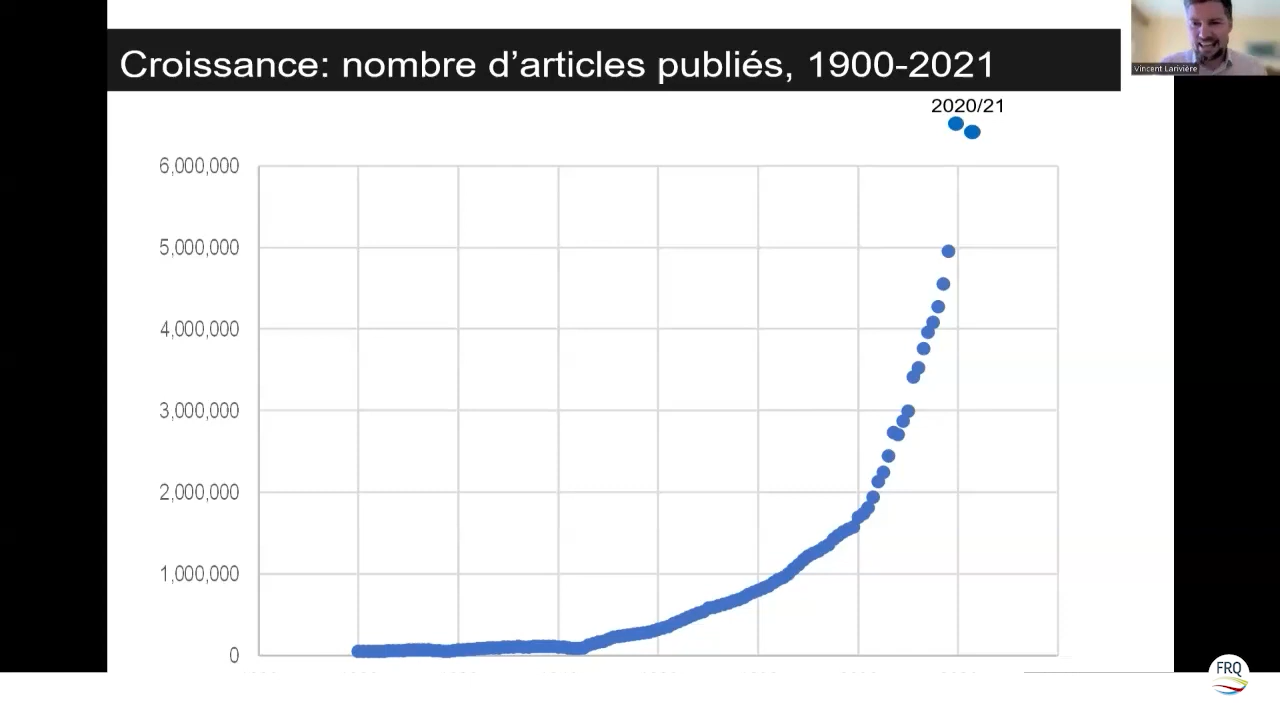 Croissance: nombre d'articles publiés, 1900-2021
Vincent Larivière
2020/21
6,000,000
5,000,000
4,000,000
3,000,000
2,000,000
1,000,000
0
FRQ